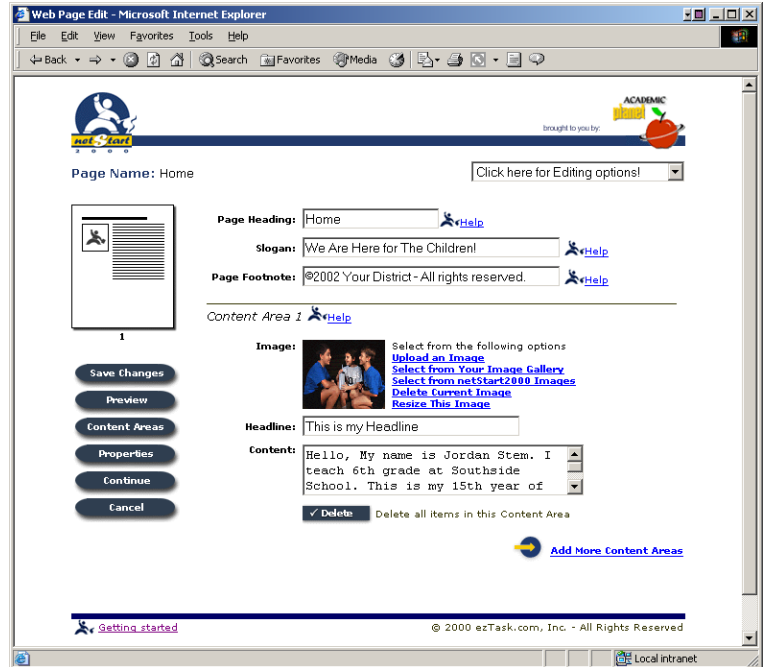 Web Page Edit - Microsoft Internet Explorer
File Edit View Favorites Tools Help
Back Search Favorites Media
net Start
2 0 0 0
ACADEMIC
planet
brought to you by:
Page Name: Home
Click here for Editing options!
Page Heading: Home Help
Slogan: We Are Here for The Children! Help
Page Footnote: ©2002 Your District - All rights reserved. Help
1
Content Area 1 Help
Image: Select from the following options
Upload an Image
Select from Your Image Gallery
Select from netStart2000 Images
Delete Current Image
Resize This Image
Save Changes
Preview
Content Areas
Properties
Continue
Cancel
Headline: This is my Headline
Content: Hello, My name is Jordan Stem. I
teach 6th grade at Southside
School. This is my 15th year of
✓ Delete Delete all items in this Content Area
Add More Content Areas
Getting started © 2000 ezTask.com, Inc. - All Rights Reserved
Local intranet